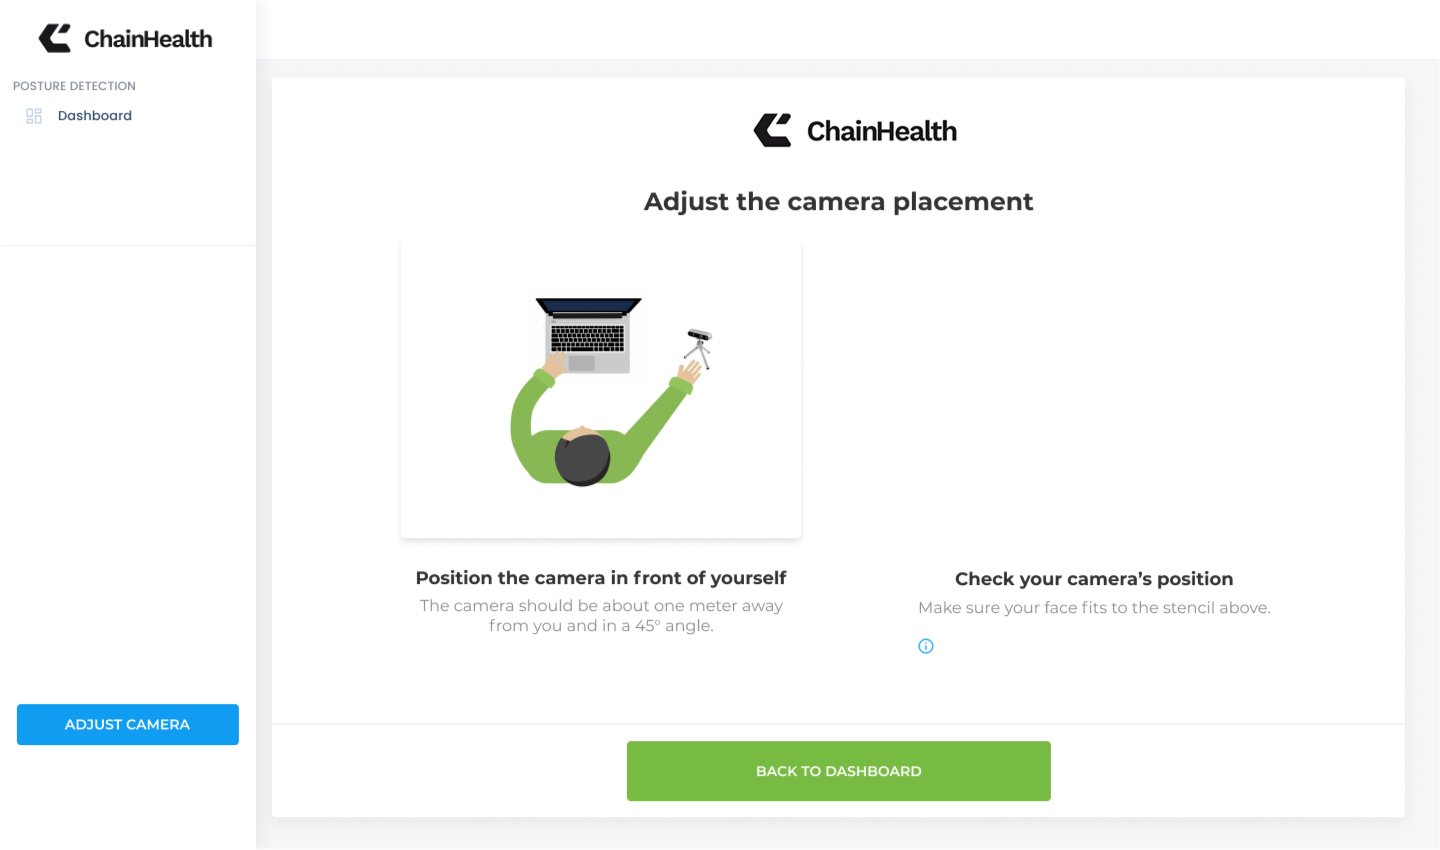 ChainHealth
POSTURE DETECTION
Dashboard
ADJUST CAMERA
ChainHealth
Adjust the camera placement
Position the camera in front of yourself
The camera should be about one meter away
from you and in a 45° angle.
Check your camera’s position
Make sure your face fits to the stencil above.
BACK TO DASHBOARD